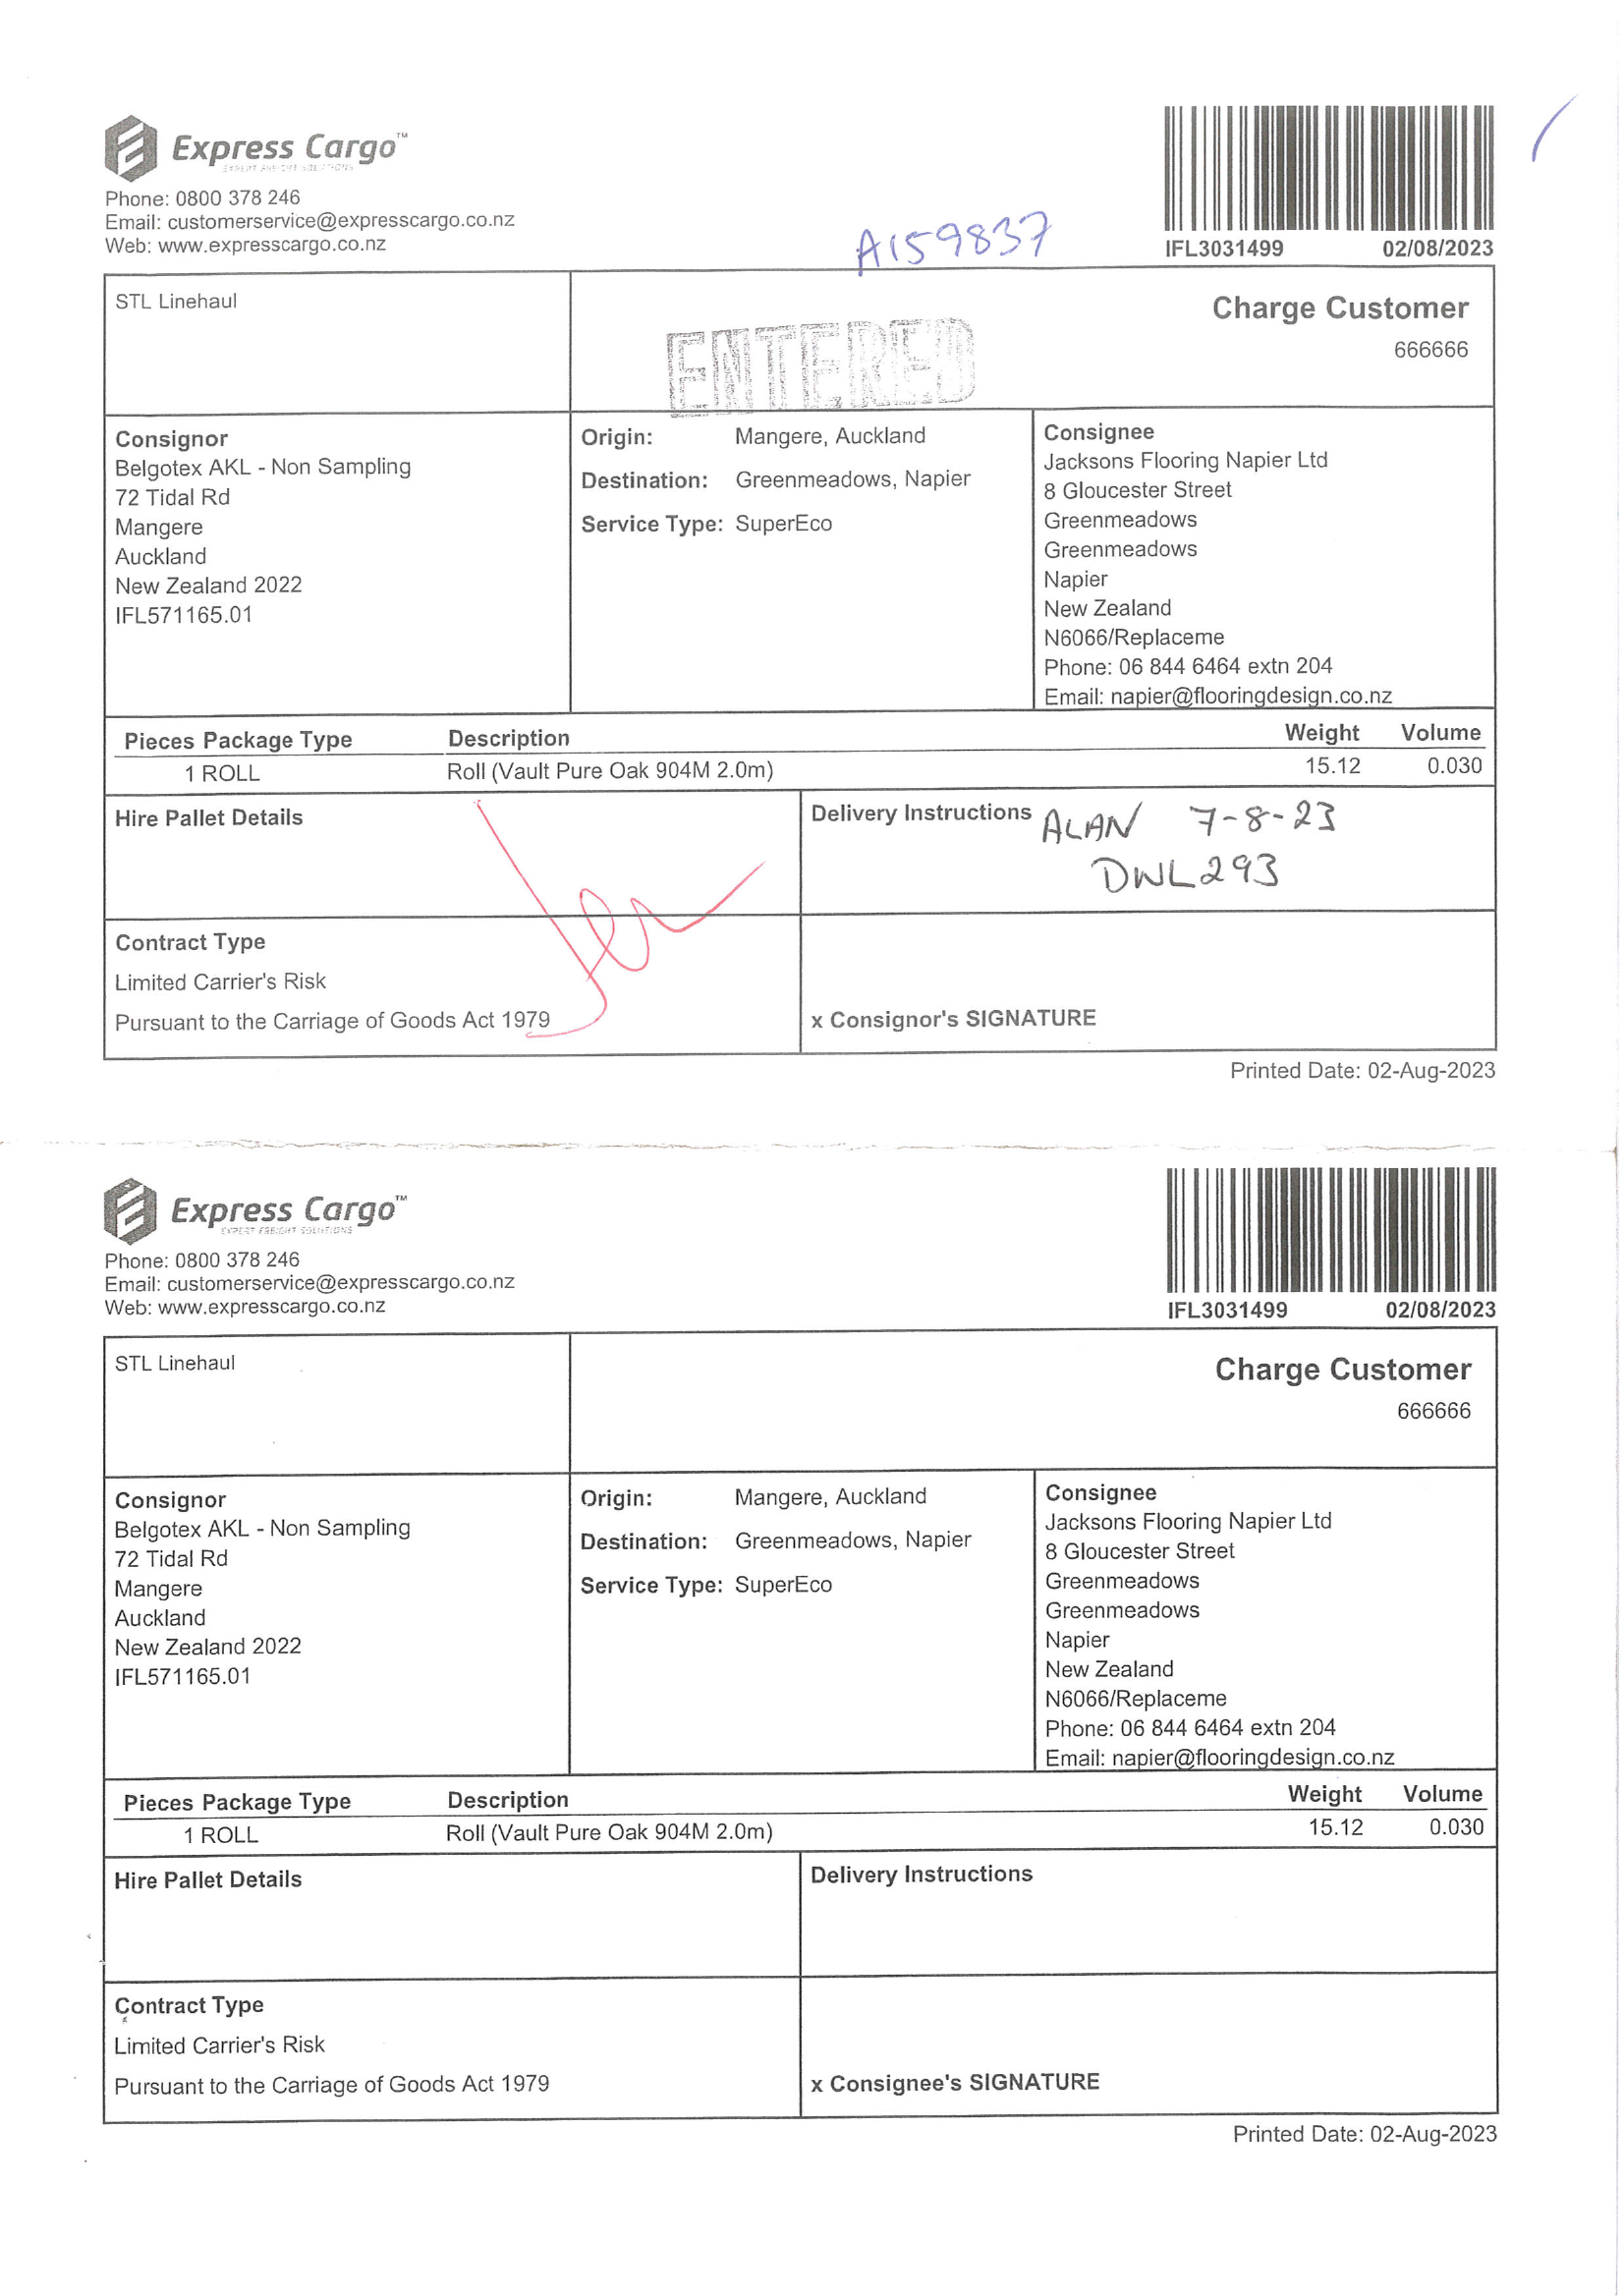 Express Cargo™
EXPERT FREIGHT SOLUTIONS
Phone: 0800 378 246
Email: customerservice@expresscargo.co.nz
Web: www.expresscargo.co.nz
A159837
IFL3031499 02/08/2023
STL Linehaul
ENTERED
Charge Customer
666666
Consignor
Belgotex AKL - Non Sampling
72 Tidal Rd
Mangere
Auckland
New Zealand 2022
IFL571165.01
Origin: Mangere, Auckland
Destination: Greenmeadows, Napier
Service Type: SuperEco
Consignee
Jacksons Flooring Napier Ltd
8 Gloucester Street
Greenmeadows
Greenmeadows
Napier
New Zealand
N6066/Replaceme
Phone: 06 844 6464 extn 204
Email: napier@flooringdesign.co.nz
Pieces Package Type Description Weight Volume
1 ROLL Roll (Vault Pure Oak 904M 2.0m) 15.12 0.030
Hire Pallet Details
Delivery Instructions ALAN 7-8-23
DWL293
Contract Type
Limited Carrier's Risk
Pursuant to the Carriage of Goods Act 1979
x Consignor's SIGNATURE
Printed Date: 02-Aug-2023
Express Cargo™
EXPERT FREIGHT SOLUTIONS
Phone: 0800 378 246
Email: customerservice@expresscargo.co.nz
Web: www.expresscargo.co.nz
IFL3031499 02/08/2023
STL Linehaul
Charge Customer
666666
Consignor
Belgotex AKL - Non Sampling
72 Tidal Rd
Mangere
Auckland
New Zealand 2022
IFL571165.01
Origin: Mangere, Auckland
Destination: Greenmeadows, Napier
Service Type: SuperEco
Consignee
Jacksons Flooring Napier Ltd
8 Gloucester Street
Greenmeadows
Greenmeadows
Napier
New Zealand
N6066/Replaceme
Phone: 06 844 6464 extn 204
Email: napier@flooringdesign.co.nz
Pieces Package Type Description Weight Volume
1 ROLL Roll (Vault Pure Oak 904M 2.0m) 15.12 0.030
Hire Pallet Details
Delivery Instructions
Contract Type
Limited Carrier's Risk
Pursuant to the Carriage of Goods Act 1979
x Consignee's SIGNATURE
Printed Date: 02-Aug-2023